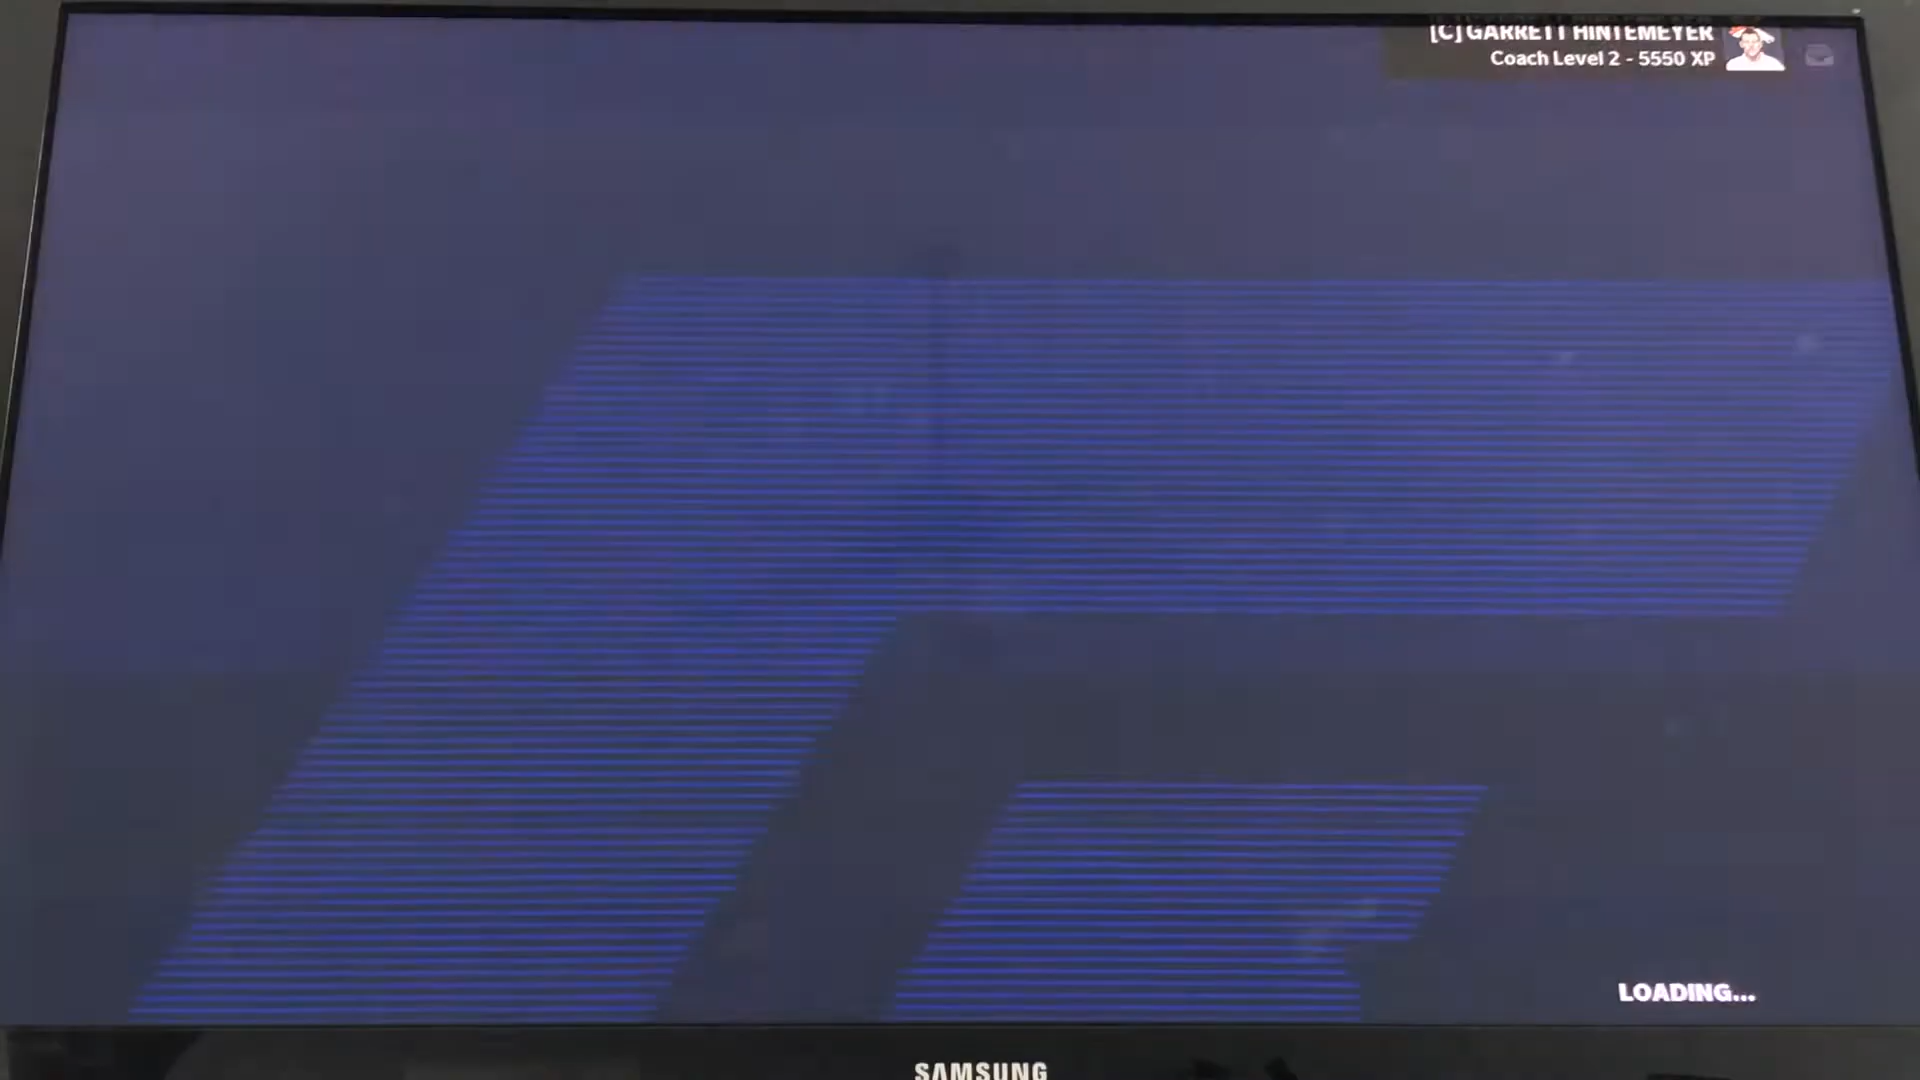 [C] GARRETT HINTEMEYER
Coach Level 2 - 5550 XP
LOADING...
SAMSUNG